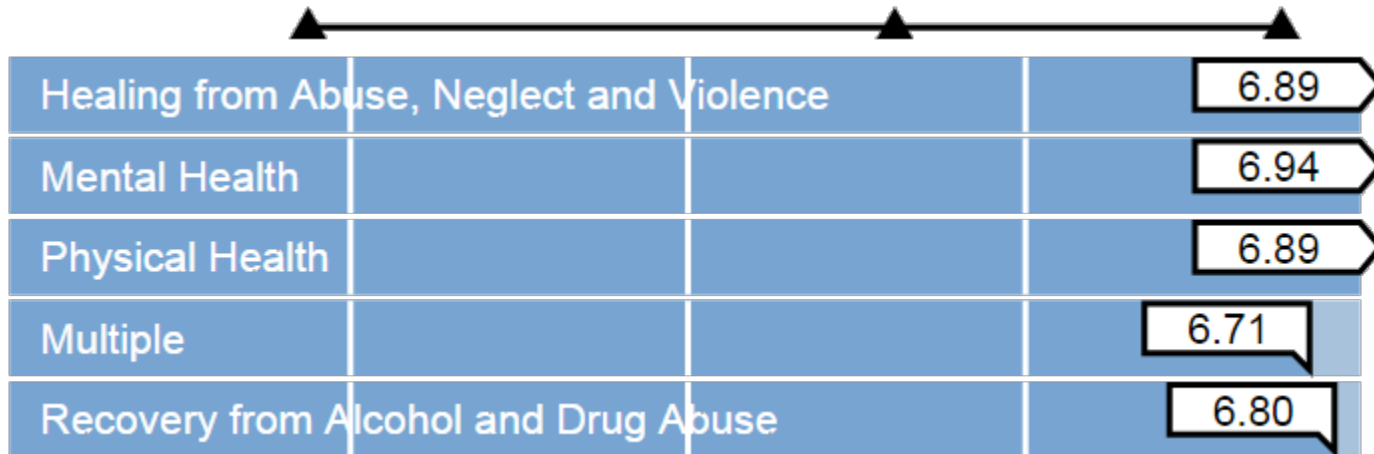 Healing from Abuse, Neglect and Violence 6.89
Mental Health 6.94
Physical Health 6.89
Multiple 6.71
Recovery from Alcohol and Drug Abuse 6.80